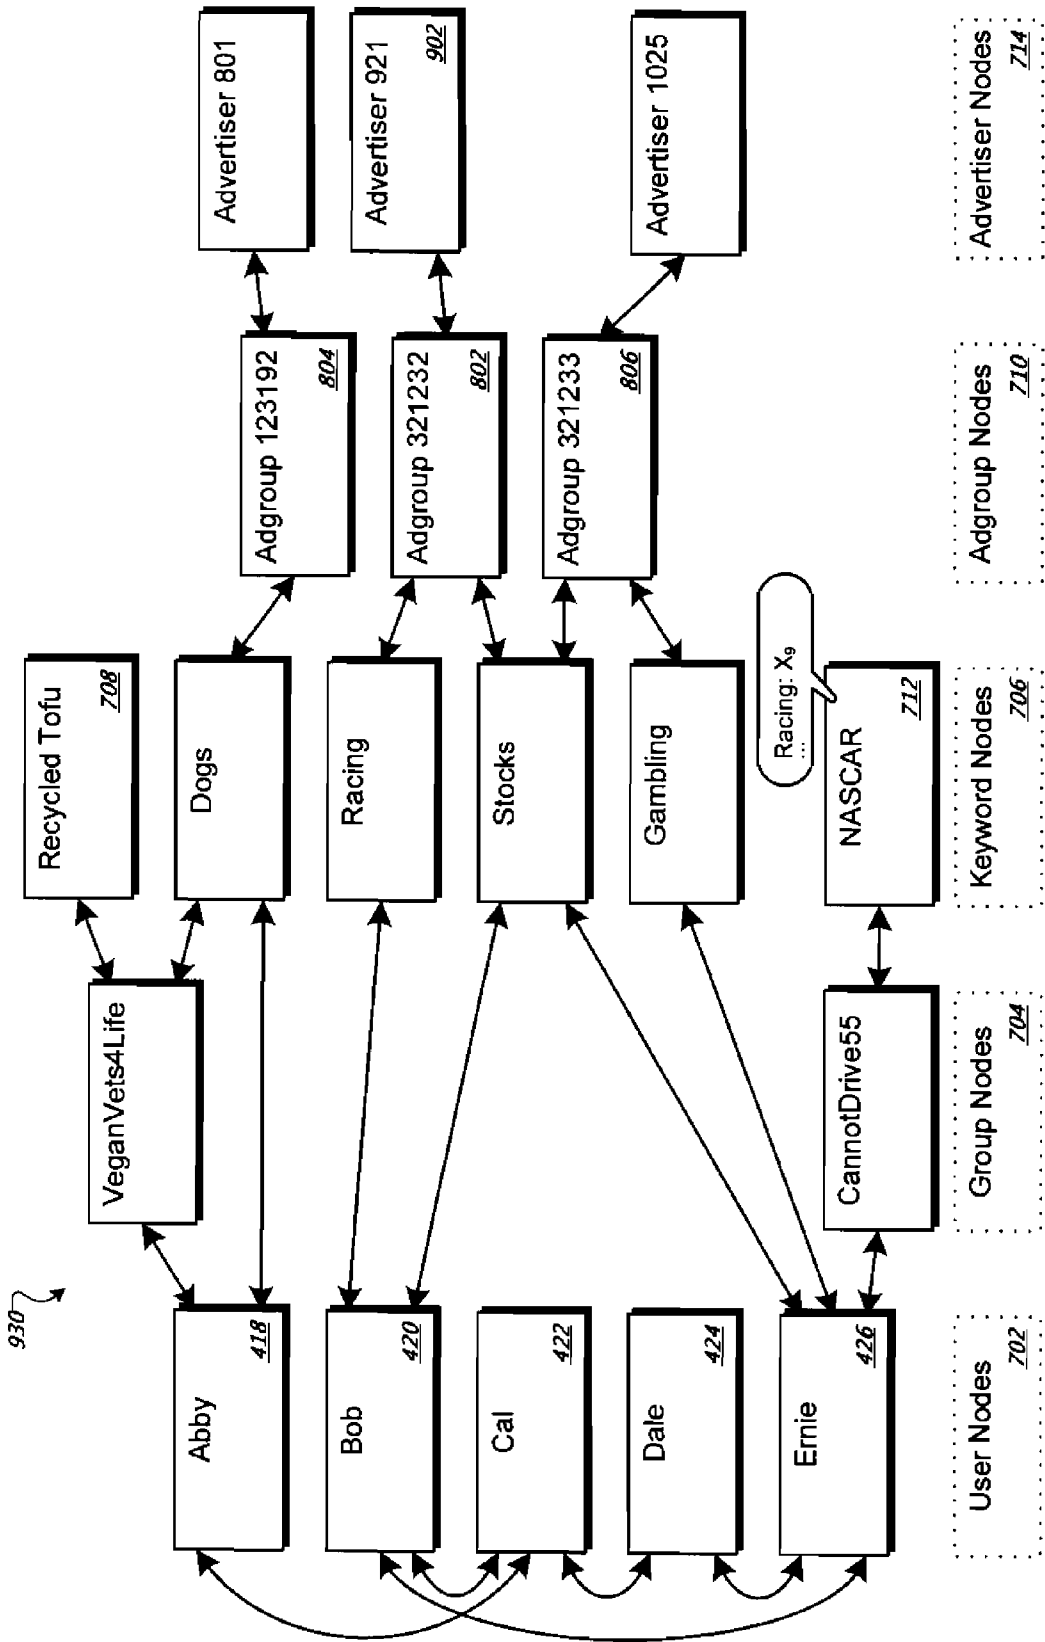 930
Abby
418
Bob
420
Cal
422
Dale
424
Ernie
426
User Nodes
702
VeganVets4Life
CannotDrive55
Group Nodes
704
Recycled Tofu
708
Dogs
Racing
Stocks
Gambling
Racing: X9
...
NASCAR
712
Keyword Nodes
706
Adgroup 123192
804
Adgroup 321232
802
Adgroup 321233
806
Adgroup Nodes
710
Advertiser 801
Advertiser 921
902
Advertiser 1025
Advertiser Nodes
714